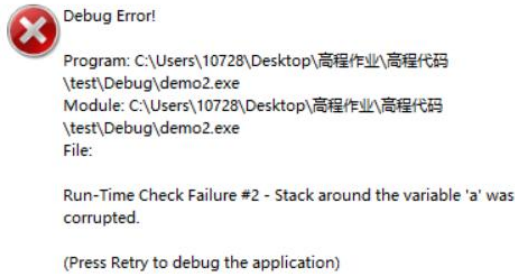 Debug Error!
Program: C:\Users\10728\Desktop\高程作业\高程代码
\test\Debug\demo2.exe
Module: C:\Users\10728\Desktop\高程作业\高程代码
\test\Debug\demo2.exe
File:
Run-Time Check Failure #2 - Stack around the variable 'a' was
corrupted.
(Press Retry to debug the application)